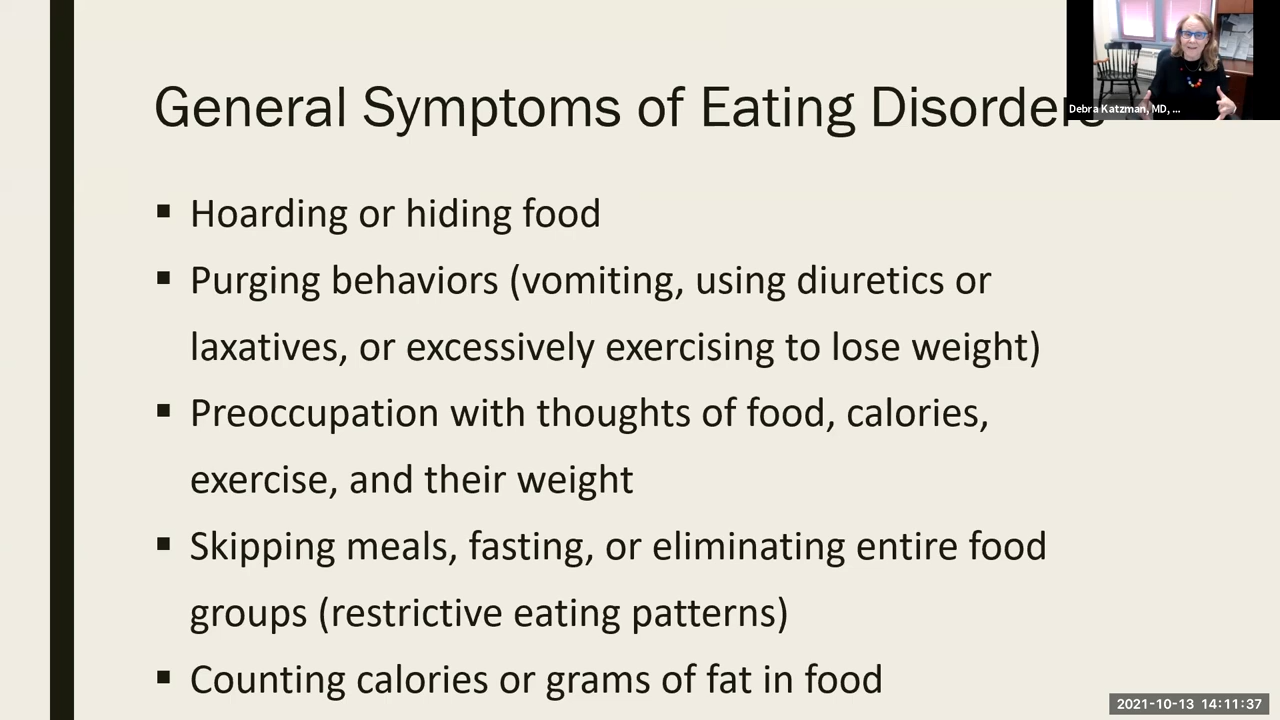 General Symptoms of Eating Disorders
Debra Katzman, MD, ...
▪ Hoarding or hiding food
▪ Purging behaviors (vomiting, using diuretics or
laxatives, or excessively exercising to lose weight)
▪ Preoccupation with thoughts of food, calories,
exercise, and their weight
▪ Skipping meals, fasting, or eliminating entire food
groups (restrictive eating patterns)
▪ Counting calories or grams of fat in food
2021-10-13 14:11:37